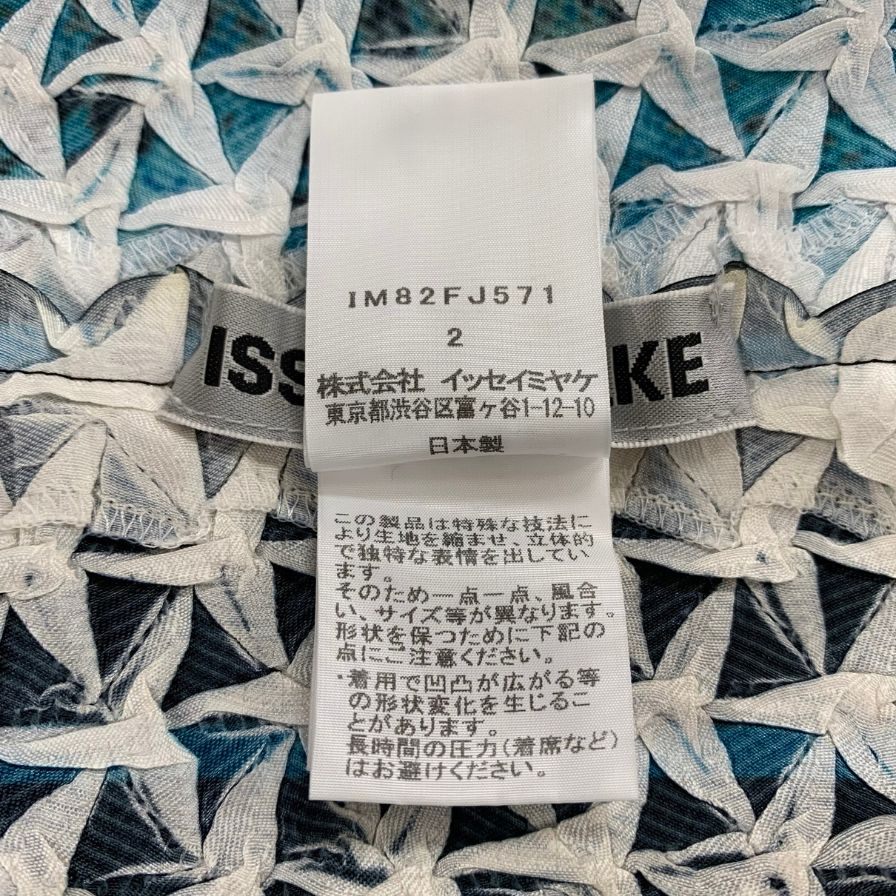 IM82FJ571
2
ISS KE
株式会社 イッセイミヤケ
東京都渋谷区富ヶ谷1-12-10
日本製
この製品は特殊な技法に
より生地を縮ませ、立体的
で独特な表情を出してい
ます。
そのため一点一点、風合
い、サイズ等が異なります。
形状を保つために下記の
点にご注意ください。
・着用で凹凸が広がる等
の形状変化を生じるこ
とがあります。
長時間の圧力(着席など)
はお避けください。